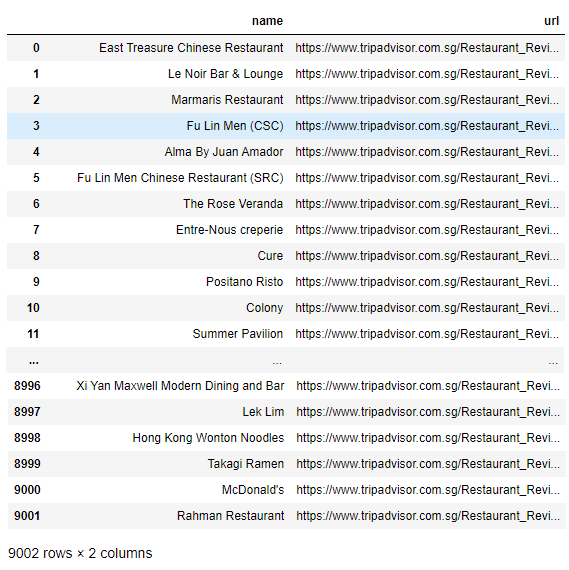 name url
0 East Treasure Chinese Restaurant https://www.tripadvisor.com.sg/Restaurant_Revi...
1 Le Noir Bar & Lounge https://www.tripadvisor.com.sg/Restaurant_Revi...
2 Marmaris Restaurant https://www.tripadvisor.com.sg/Restaurant_Revi...
3 Fu Lin Men (CSC) https://www.tripadvisor.com.sg/Restaurant_Revi...
4 Alma By Juan Amador https://www.tripadvisor.com.sg/Restaurant_Revi...
5 Fu Lin Men Chinese Restaurant (SRC) https://www.tripadvisor.com.sg/Restaurant_Revi...
6 The Rose Veranda https://www.tripadvisor.com.sg/Restaurant_Revi...
7 Entre-Nous creperie https://www.tripadvisor.com.sg/Restaurant_Revi...
8 Cure https://www.tripadvisor.com.sg/Restaurant_Revi...
9 Positano Risto https://www.tripadvisor.com.sg/Restaurant_Revi...
10 Colony https://www.tripadvisor.com.sg/Restaurant_Revi...
11 Summer Pavilion https://www.tripadvisor.com.sg/Restaurant_Revi...
... ... ...
8996 Xi Yan Maxwell Modern Dining and Bar https://www.tripadvisor.com.sg/Restaurant_Revi...
8997 Lek Lim https://www.tripadvisor.com.sg/Restaurant_Revi...
8998 Hong Kong Wonton Noodles https://www.tripadvisor.com.sg/Restaurant_Revi...
8999 Takagi Ramen https://www.tripadvisor.com.sg/Restaurant_Revi...
9000 McDonald's https://www.tripadvisor.com.sg/Restaurant_Revi...
9001 Rahman Restaurant https://www.tripadvisor.com.sg/Restaurant_Revi...
9002 rows × 2 columns